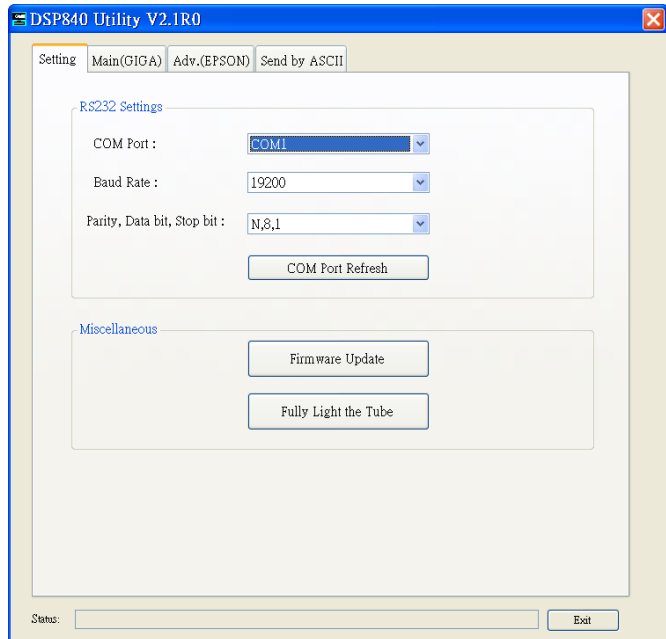 DSP840 Utility V2.1R0
Setting
Main(GIGA)
Adv.(EPSON)
Send by ASCII
RS232 Settings
COM Port :
COM1
Baud Rate :
19200
Parity, Data bit, Stop bit :
N,8,1
COM Port Refresh
Miscellaneous
Firmware Update
Fully Light the Tube
Status:
Exit